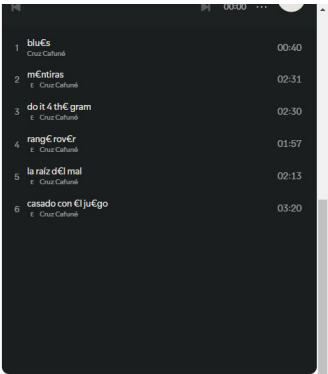 00:00 ...
1 blu€s 00:40
Cruz Cafuné
2 m€ntiras 02:31
E Cruz Cafuné
3 do it 4 th€ gram 02:30
E Cruz Cafuné
4 rang€ rov€r 01:57
E Cruz Cafuné
5 la raíz d€l mal 02:13
E Cruz Cafuné
6 casado con €l ju€go 03:20
E Cruz Cafuné